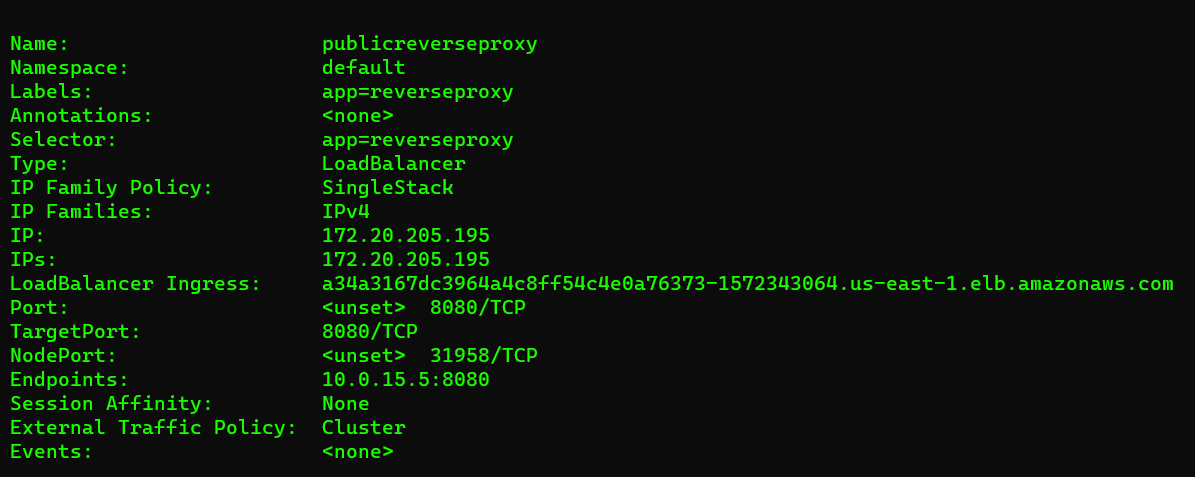 Name: publicreverseproxy
Namespace: default
Labels: app=reverseproxy
Annotations: <none>
Selector: app=reverseproxy
Type: LoadBalancer
IP Family Policy: SingleStack
IP Families: IPv4
IP: 172.20.205.195
IPs: 172.20.205.195
LoadBalancer Ingress: a34a3167dc3964a4c8ff54c4e0a76373-1572343064.us-east-1.elb.amazonaws.com
Port: <unset> 8080/TCP
TargetPort: 8080/TCP
NodePort: <unset> 31958/TCP
Endpoints: 10.0.15.5:8080
Session Affinity: None
External Traffic Policy: Cluster
Events: <none>